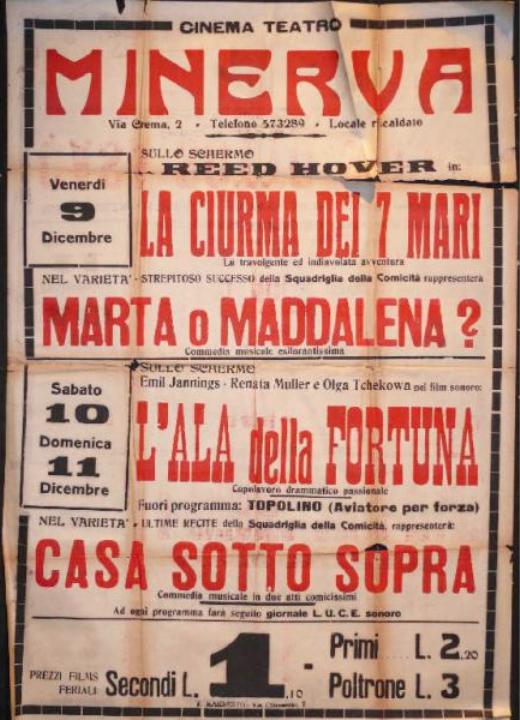 CINEMA TEATRO
MINERVA
Via Crema, 2 - Telefono 573289 - Locale riscaldato
SULLO SCHERMO
REED HOVER in:
Venerdi
9
Dicembre
LA CIURMA DEI 7 MARI
La travolgente ed indiavolata avventura
NEL VARIETA' - STREPITOSO SUCCESSO della Squadriglia della Comicità rappresenterà
MARTA o MADDALENA ?
Commedia musicale esilarantissima
SULLO SCHERMO
Emil Jannings - Renata Muller e Olga Tchekowa nel film sonoro:
Sabato
10
Domenica
11
Dicembre
L'ALA della FORTUNA
Capolavoro drammatico passionale
Fuori programma: TOPOLINO (Aviatore per forza)
NEL VARIETA' - ULTIME RECITE della Squadriglia della Comicità, rappresenterà:
CASA SOTTO SOPRA
Commedia musicale in due atti comicissimi
Ad ogni programma farà seguito giornale L. U. C. E. sonoro
PREZZI FILMS
FERIALI
Secondi L. 1.10 - Primi L. 2.20
Poltrone L. 3